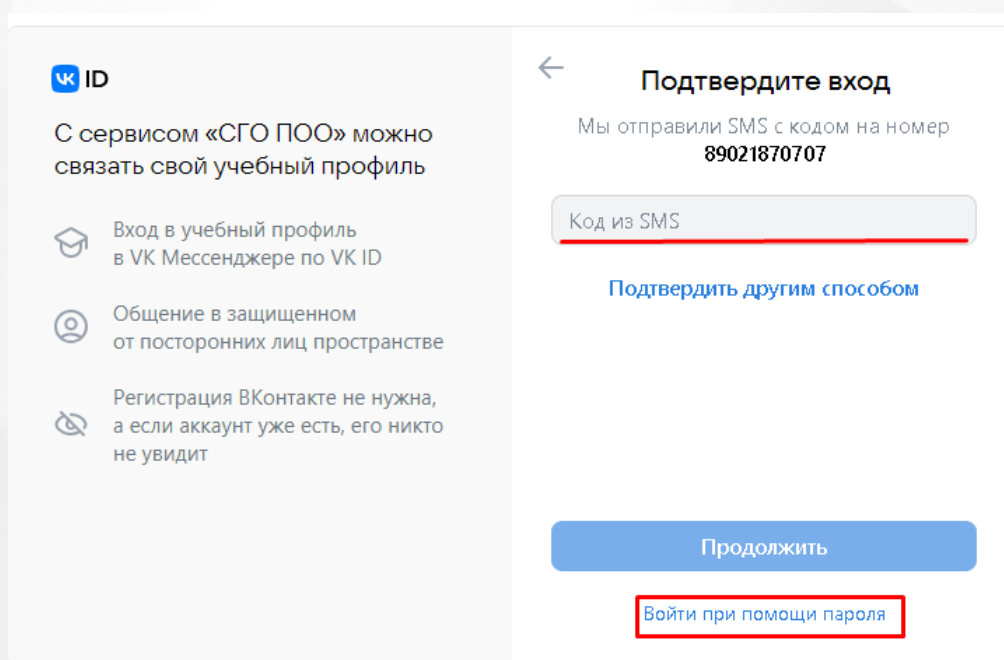 VK ID
С сервисом «СГО ПОО» можно
связать свой учебный профиль
Вход в учебный профиль
в VK Мессенджере по VK ID
Общение в защищенном
от посторонних лиц пространстве
Регистрация ВКонтакте не нужна,
а если аккаунт уже есть, его никто
не увидит
Подтвердите вход
Мы отправили SMS с кодом на номер
89021870707
Код из SMS
Подтвердить другим способом
Продолжить
Войти при помощи пароля